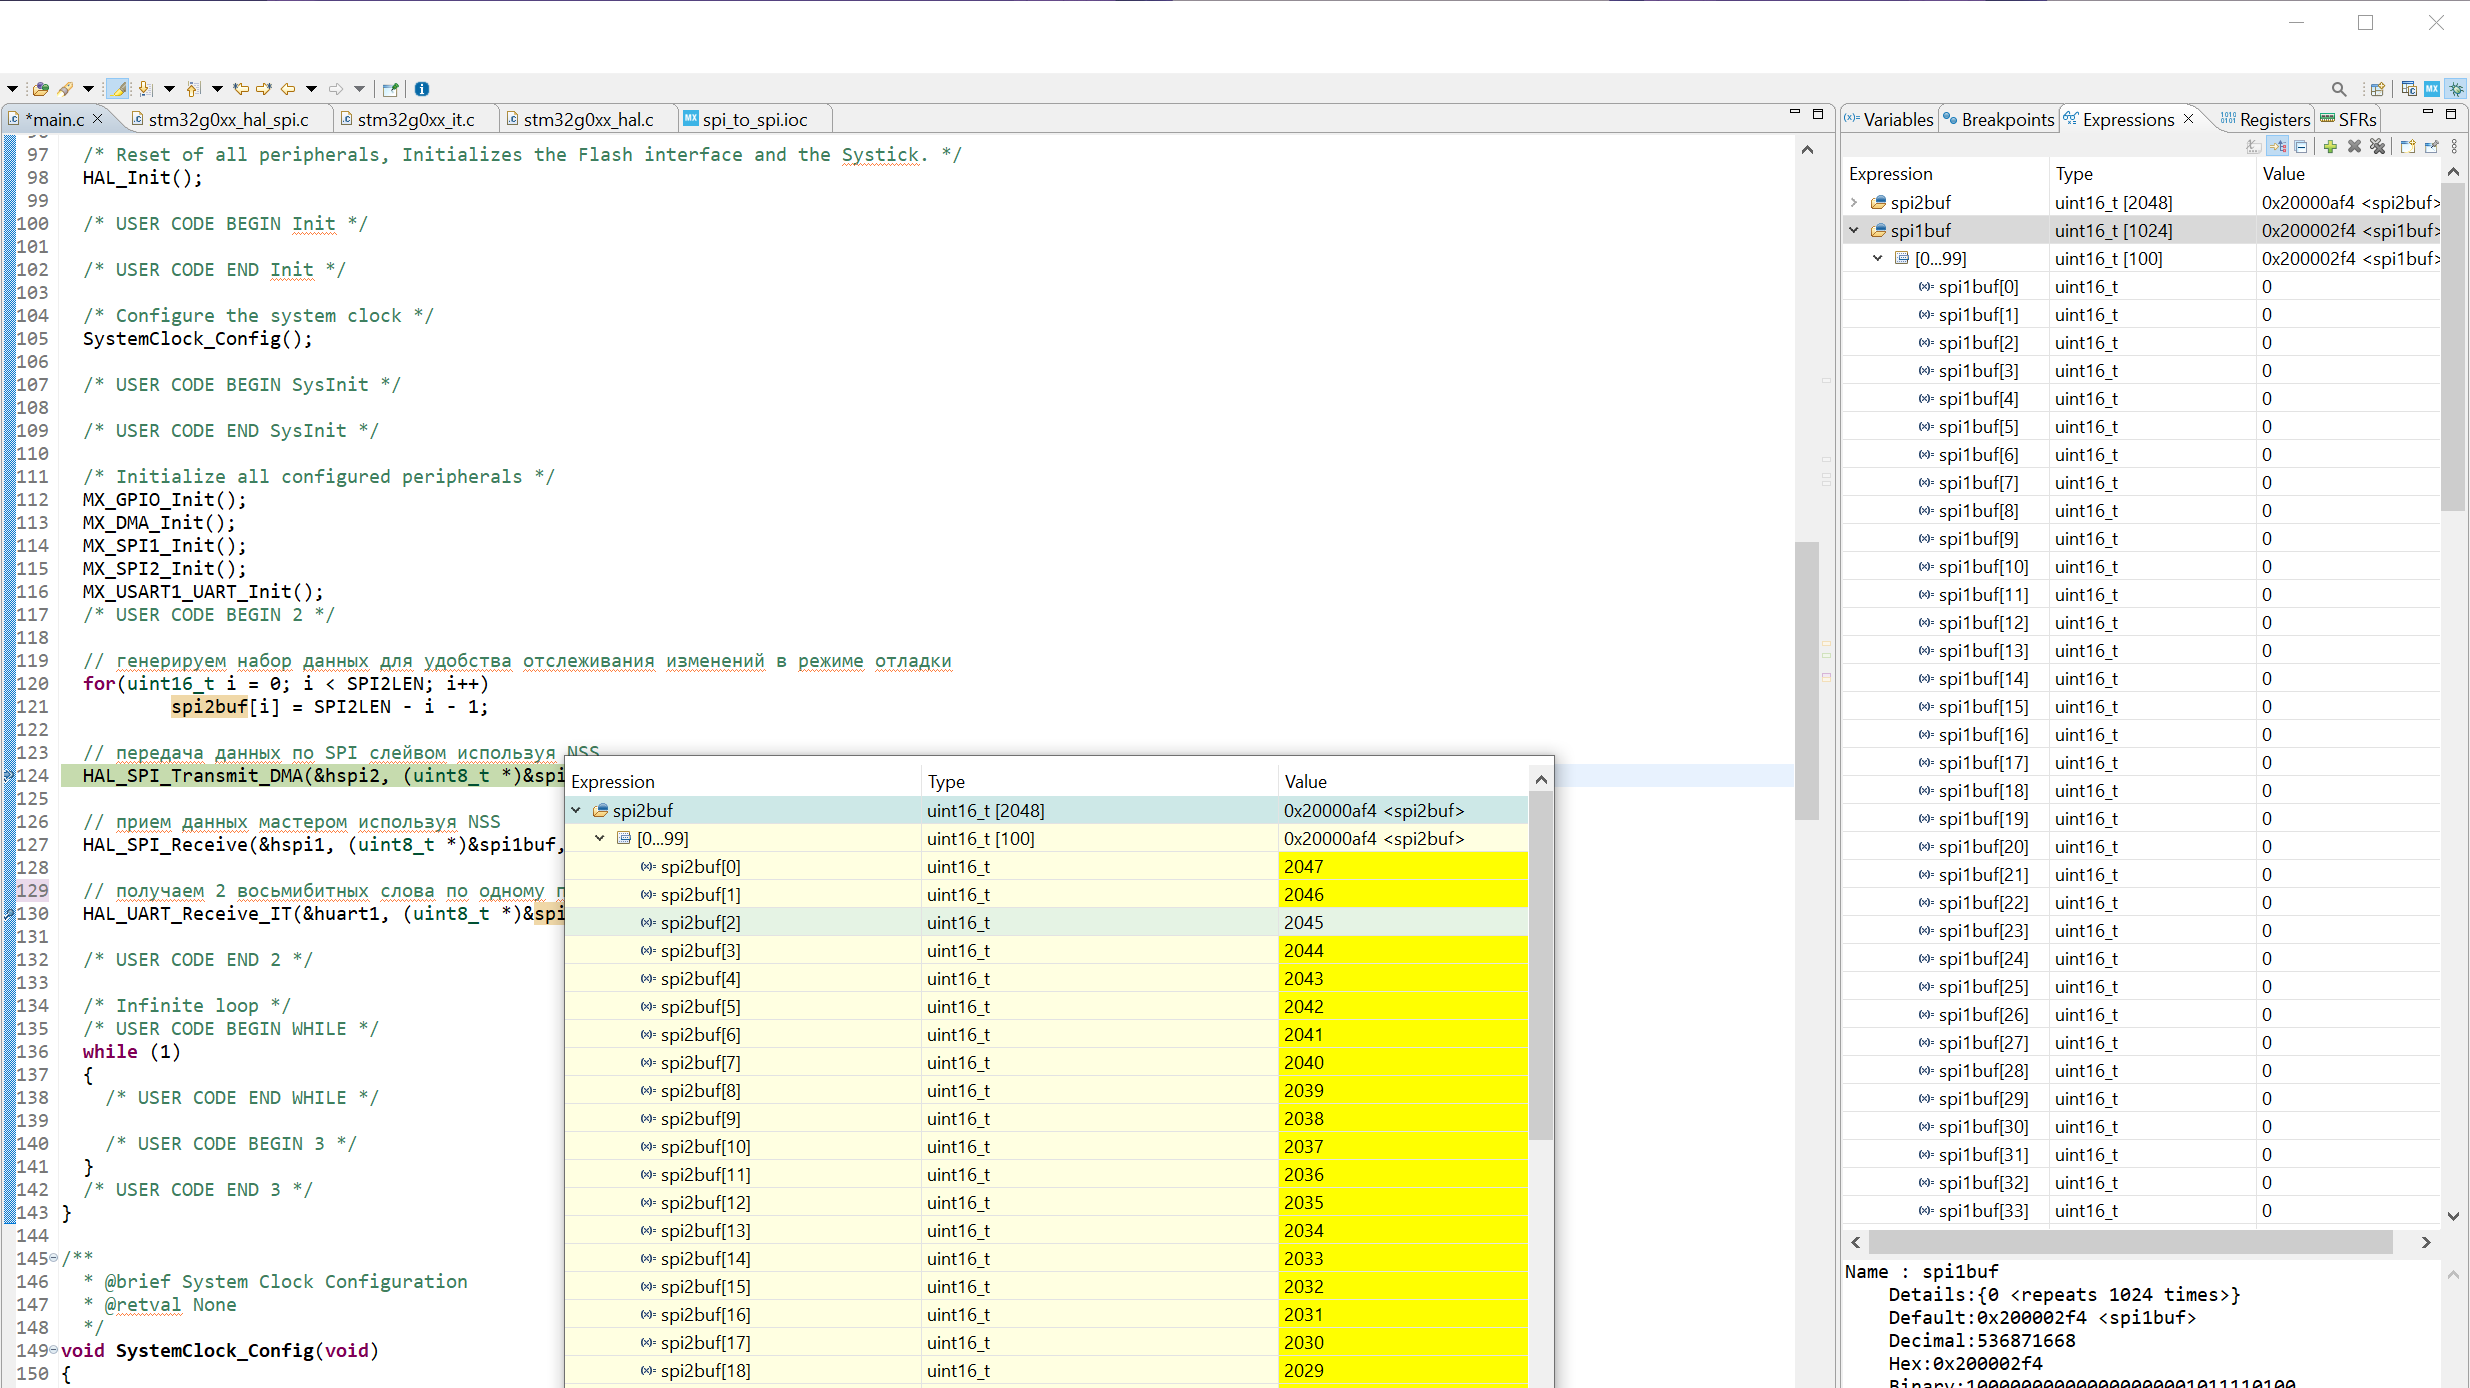 *main.c
stm32g0xx_hal_spi.c
stm32g0xx_it.c
stm32g0xx_hal.c
MX spi_to_spi.ioc
97 /* Reset of all peripherals, Initializes the Flash interface and the Systick. */
98 HAL_Init();
99
100 /* USER CODE BEGIN Init */
101
102 /* USER CODE END Init */
103
104 /* Configure the system clock */
105 SystemClock_Config();
106
107 /* USER CODE BEGIN SysInit */
108
109 /* USER CODE END SysInit */
110
111 /* Initialize all configured peripherals */
112 MX_GPIO_Init();
113 MX_DMA_Init();
114 MX_SPI1_Init();
115 MX_SPI2_Init();
116 MX_USART1_UART_Init();
117 /* USER CODE BEGIN 2 */
118
119 // генерируем набор данных для удобства отслеживания изменений в режиме отладки
120 for(uint16_t i = 0; i < SPI2LEN; i++)
121 spi2buf[i] = SPI2LEN - i - 1;
122
123 // передача данных по SPI слейвом используя NSS
124 HAL_SPI_Transmit_DMA(&hspi2, (uint8_t *)&spi
125
126 // прием данных мастером используя NSS
127 HAL_SPI_Receive(&hspi1, (uint8_t *)&spi1buf,
128
129 // получаем 2 восьмибитных слова по одному п
130 HAL_UART_Receive_IT(&huart1, (uint8_t *)&spi
131
132 /* USER CODE END 2 */
133
134 /* Infinite loop */
135 /* USER CODE BEGIN WHILE */
136 while (1)
137 {
138 /* USER CODE END WHILE */
139
140 /* USER CODE BEGIN 3 */
141 }
142 /* USER CODE END 3 */
143 }
144
145 /**
146 * @brief System Clock Configuration
147 * @retval None
148 */
149 void SystemClock_Config(void)
150 {
Expression Type Value
spi2buf uint16_t [2048] 0x20000af4 <spi2buf>
[0...99] uint16_t [100] 0x20000af4 <spi2buf>
spi2buf[0] uint16_t 2047
spi2buf[1] uint16_t 2046
spi2buf[2] uint16_t 2045
spi2buf[3] uint16_t 2044
spi2buf[4] uint16_t 2043
spi2buf[5] uint16_t 2042
spi2buf[6] uint16_t 2041
spi2buf[7] uint16_t 2040
spi2buf[8] uint16_t 2039
spi2buf[9] uint16_t 2038
spi2buf[10] uint16_t 2037
spi2buf[11] uint16_t 2036
spi2buf[12] uint16_t 2035
spi2buf[13] uint16_t 2034
spi2buf[14] uint16_t 2033
spi2buf[15] uint16_t 2032
spi2buf[16] uint16_t 2031
spi2buf[17] uint16_t 2030
spi2buf[18] uint16_t 2029
MX
Variables Breakpoints Expressions Registers SFRs
Expression Type Value
spi2buf uint16_t [2048] 0x20000af4 <spi2buf>
spi1buf uint16_t [1024] 0x200002f4 <spi1buf>
[0...99] uint16_t [100] 0x200002f4 <spi1buf>
spi1buf[0] uint16_t 0
spi1buf[1] uint16_t 0
spi1buf[2] uint16_t 0
spi1buf[3] uint16_t 0
spi1buf[4] uint16_t 0
spi1buf[5] uint16_t 0
spi1buf[6] uint16_t 0
spi1buf[7] uint16_t 0
spi1buf[8] uint16_t 0
spi1buf[9] uint16_t 0
spi1buf[10] uint16_t 0
spi1buf[11] uint16_t 0
spi1buf[12] uint16_t 0
spi1buf[13] uint16_t 0
spi1buf[14] uint16_t 0
spi1buf[15] uint16_t 0
spi1buf[16] uint16_t 0
spi1buf[17] uint16_t 0
spi1buf[18] uint16_t 0
spi1buf[19] uint16_t 0
spi1buf[20] uint16_t 0
spi1buf[21] uint16_t 0
spi1buf[22] uint16_t 0
spi1buf[23] uint16_t 0
spi1buf[24] uint16_t 0
spi1buf[25] uint16_t 0
spi1buf[26] uint16_t 0
spi1buf[27] uint16_t 0
spi1buf[28] uint16_t 0
spi1buf[29] uint16_t 0
spi1buf[30] uint16_t 0
spi1buf[31] uint16_t 0
spi1buf[32] uint16_t 0
spi1buf[33] uint16_t 0
Name : spi1buf
Details:{0 <repeats 1024 times>}
Default:0x200002f4 <spi1buf>
Decimal:536871668
Hex:0x200002f4